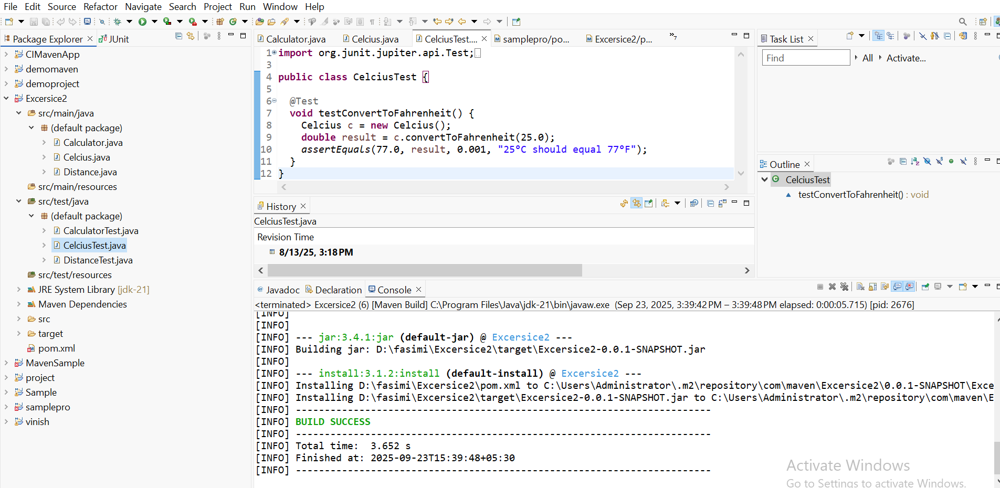 File Edit Source Refactor Navigate Search Project Run Window Help
Package Explorer
JUnit
CIMavenApp
demomaven
demoproject
Excersice2
src/main/java
(default package)
Calculator.java
Celcius.java
Distance.java
src/main/resources
src/test/java
(default package)
CalculatorTest.java
CelciusTest.java
DistanceTest.java
src/test/resources
JRE System Library [jdk-21]
Maven Dependencies
src
target
pom.xml
MavenSample
project
Sample
samplepro
vinish
Calculator.java Celcius.java CelciusTest.... samplepro/po... Excersice2/p... »7
1 import org.junit.jupiter.api.Test;
3
4 public class CelciusTest {
5
6 @Test
7 void testConvertToFahrenheit() {
8 Celcius c = new Celcius();
9 double result = c.convertToFahrenheit(25.0);
10 assertEquals(77.0, result, 0.001, "25°C should equal 77°F");
11 }
12 }
History
CelciusTest.java
Revision Time
8/13/25, 3:18 PM
Task List
Find All Activate...
Outline
CelciusTest
testConvertToFahrenheit() : void
@ Javadoc Declaration Console
<terminated> Excersice2 (6) [Maven Build] C:\Program Files\Java\jdk-21\bin\javaw.exe (Sep 23, 2025, 3:39:42 PM – 3:39:48 PM elapsed: 0:00:05.715) [pid: 2676]
[INFO]
[INFO]
[INFO] --- jar:3.4.1:jar (default-jar) @ Excersice2 ---
[INFO] Building jar: D:\fasimi\Excersice2\target\Excersice2-0.0.1-SNAPSHOT.jar
[INFO]
[INFO] --- install:3.1.2:install (default-install) @ Excersice2 ---
[INFO] Installing D:\fasimi\Excersice2\pom.xml to C:\Users\Administrator\.m2\repository\com\maven\Excersice2\0.0.1-SNAPSHOT\Exce
[INFO] Installing D:\fasimi\Excersice2\target\Excersice2-0.0.1-SNAPSHOT.jar to C:\Users\Administrator\.m2\repository\com\maven\E
[INFO] ------------------------------------------------------------------------
[INFO] BUILD SUCCESS
[INFO] ------------------------------------------------------------------------
[INFO] Total time:  3.652 s
[INFO] Finished at: 2025-09-23T15:39:48+05:30
[INFO] ------------------------------------------------------------------------
Activate Windows
Go to Settings to activate Windows.